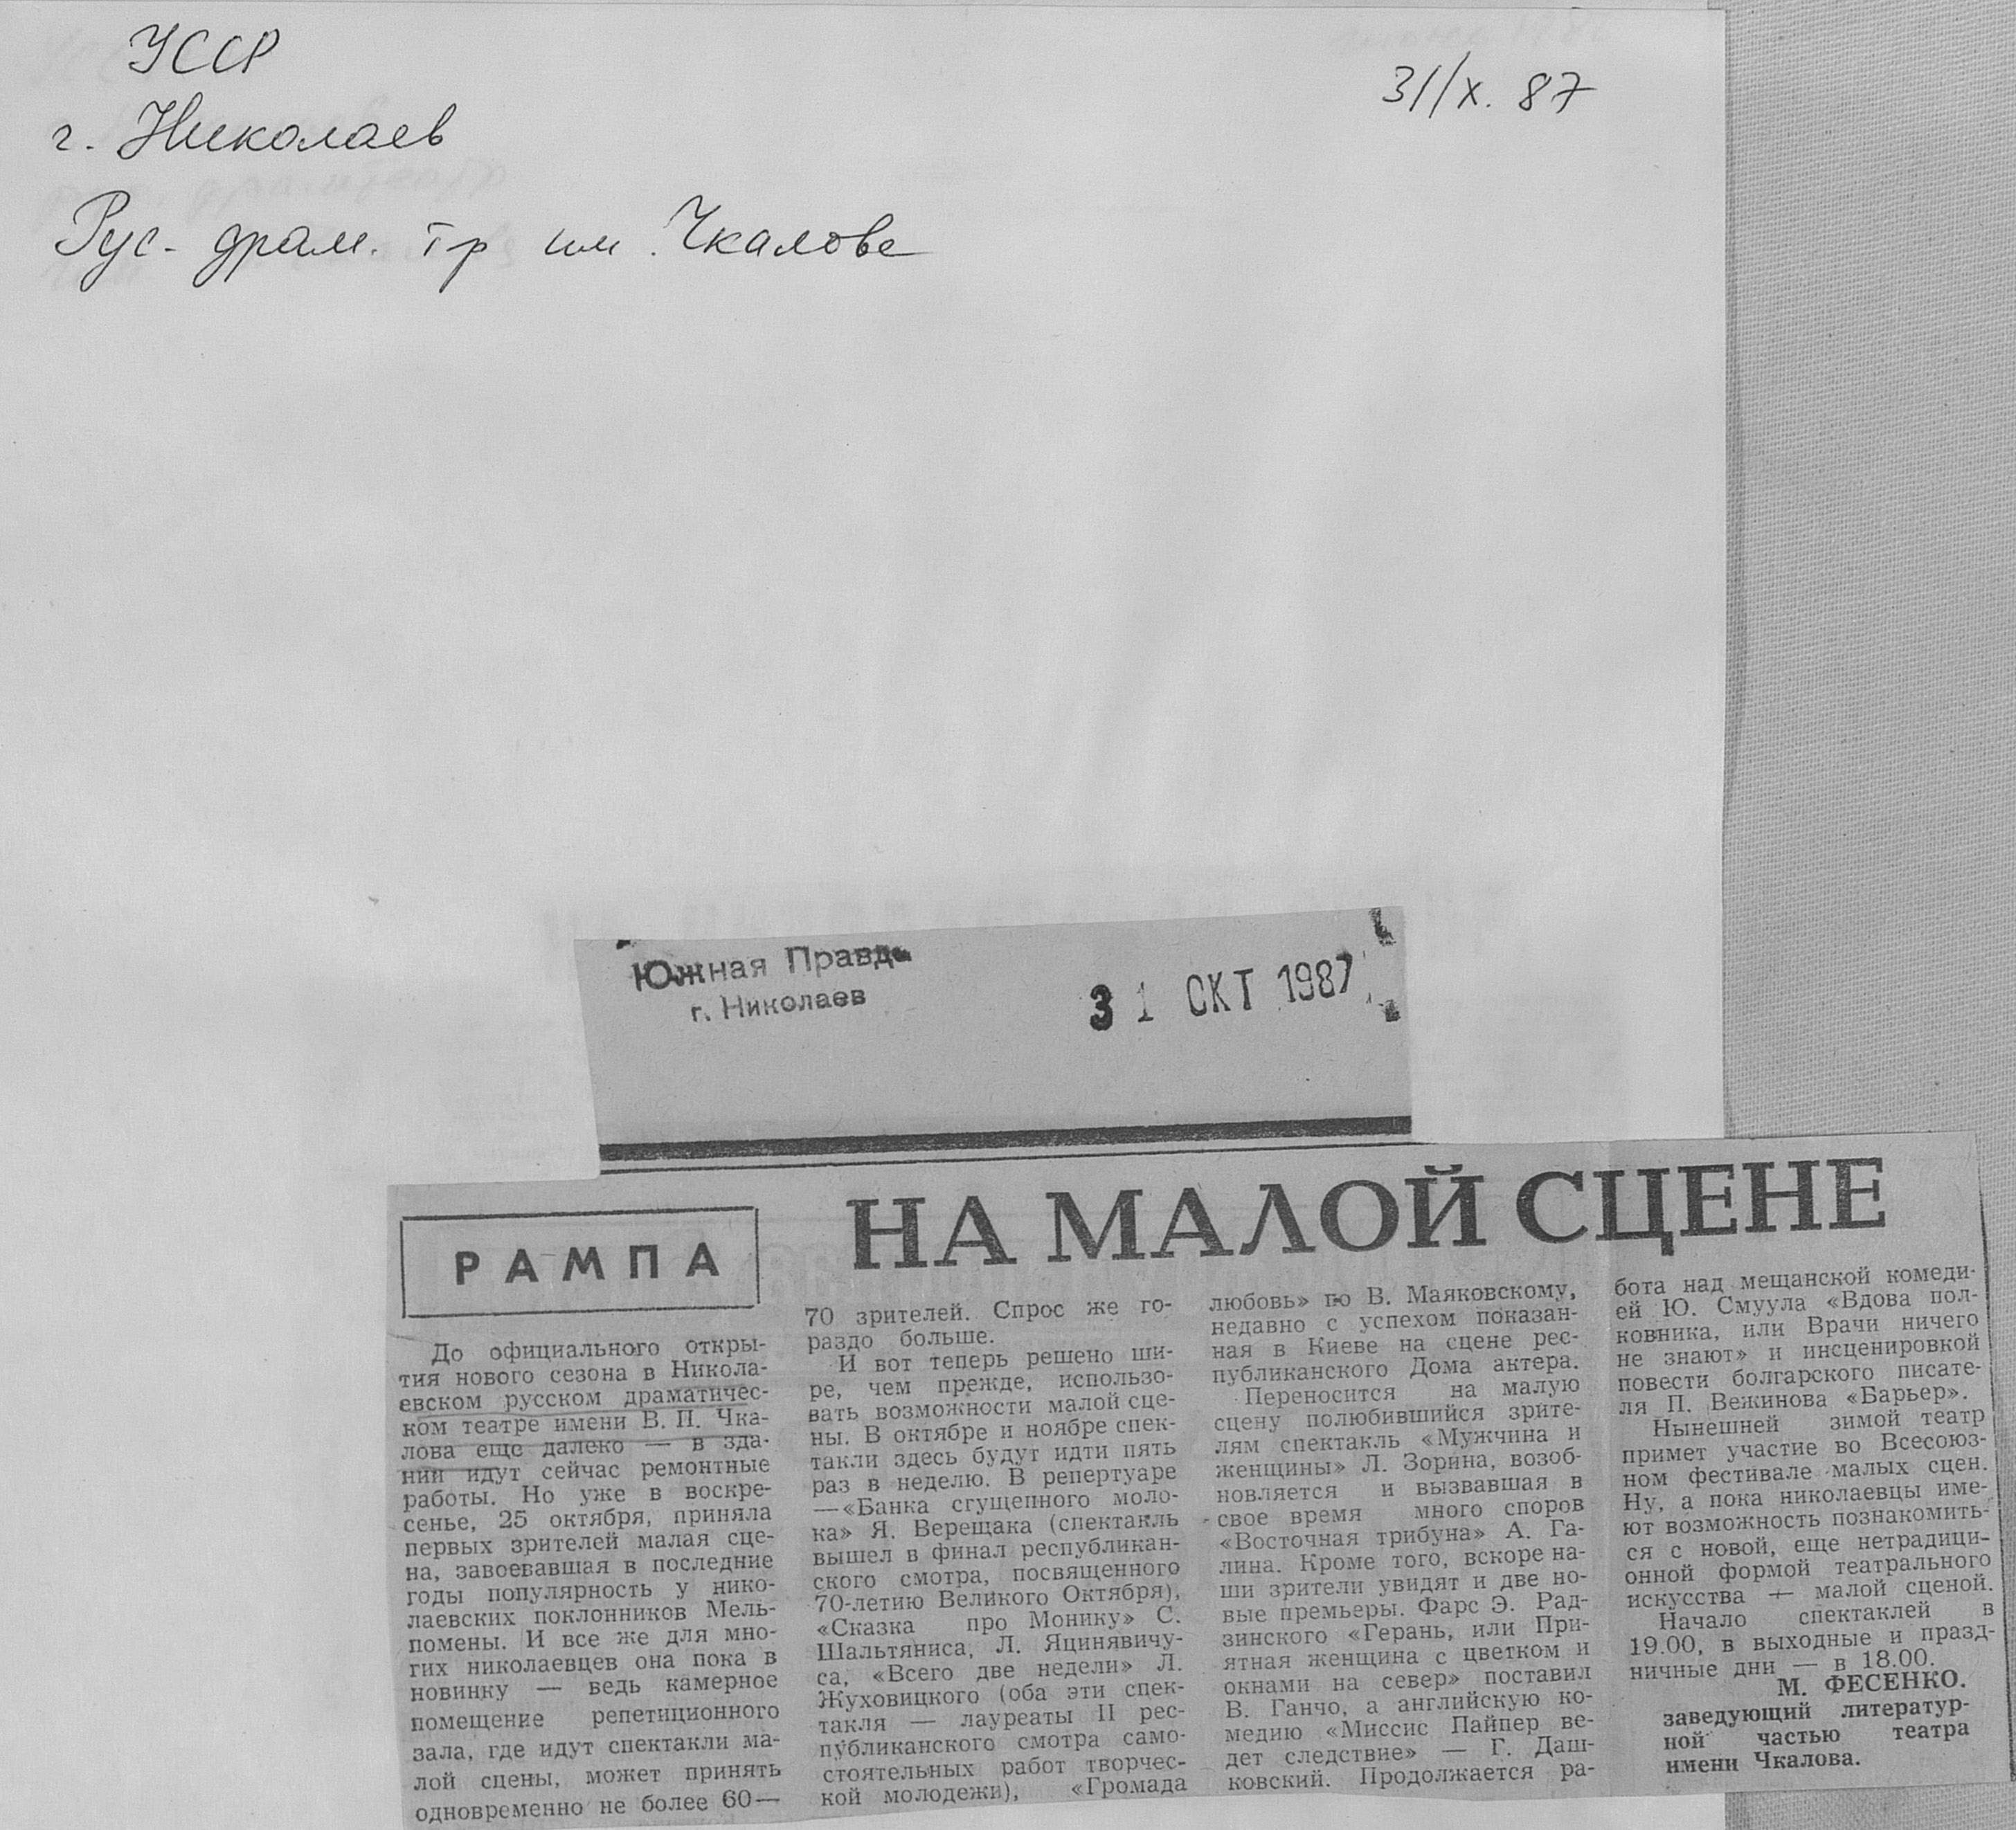 УССР
31/X. 87
г. Николаев
Рус. драм. тр им. Чкалова
Южная Правда
г. Николаев
31 ОКТ 1987
РАМПА
НА МАЛОЙ СЦЕНЕ
До официального откры-
тия нового сезона в Никола-
евском русском драматичес-
ком театре имени В. П. Чка-
лова еще далеко — в зда-
нии идут сейчас ремонтные
работы. Но уже в воскре-
сенье, 25 октября, приняла
первых зрителей малая сце-
на, завоевавшая в последние
годы популярность у нико-
лаевских поклонников Мель-
помены. И все же для мно-
гих николаевцев она пока в
новинку — ведь камерное
помещение репетиционного
зала, где идут спектакли ма-
лой сцены, может принять
одновременно не более 60—
70 зрителей. Спрос же го-
раздо больше.
И вот теперь решено ши-
ре, чем прежде, использо-
вать возможности малой сце-
ны. В октябре и ноябре спек-
такли здесь будут идти пять
раз в неделю. В репертуаре
—«Банка сгущенного моло-
ка» Я. Верещака (спектакль
вышел в финал республикан-
ского смотра, посвященного
70-летию Великого Октября),
«Сказка про Монику» С.
Шальтяниса, Л. Яцинявичу-
са, «Всего две недели» Л.
Жуховицкого (оба эти спек-
такля — лауреаты II рес-
публиканского смотра само-
стоятельных работ творчес-
кой молодежи), «Громада
любовь» по В. Маяковскому,
недавно с успехом показан-
ная в Киеве на сцене рес-
публиканского Дома актера.
Переносится на малую
сцену полюбившийся зрите-
лям спектакль «Мужчина и
женщины» Л. Зорина, возоб-
новляется и вызвавшая в
свое время много споров
«Восточная трибуна» А. Га-
лина. Кроме того, вскоре на-
ши зрители увидят и две но-
вые премьеры. Фарс Э. Рад-
зинского «Герань, или При-
ятная женщина с цветком и
окнами на север» поставил
В. Ганчо, а английскую ко-
медию «Миссис Пайпер ве-
дет следствие» — Г. Даш-
ковский. Продолжается ра-
бота над мещанской комеди-
ей Ю. Смуула «Вдова пол-
ковника, или Врачи ничего
не знают» и инсценировкой
повести болгарского писате-
ля П. Вежинова «Барьер».
Нынешней зимой театр
примет участие во Всесоюз-
ном фестивале малых сцен.
Ну, а пока николаевцы име-
ют возможность познакомить-
ся с новой, еще нетрадици-
онной формой театрального
искусства — малой сценой.
Начало спектаклей в
19.00, в выходные и празд-
ничные дни — в 18.00.
М. ФЕСЕНКО.
заведующий литератур-
ной частью театра
имени Чкалова.